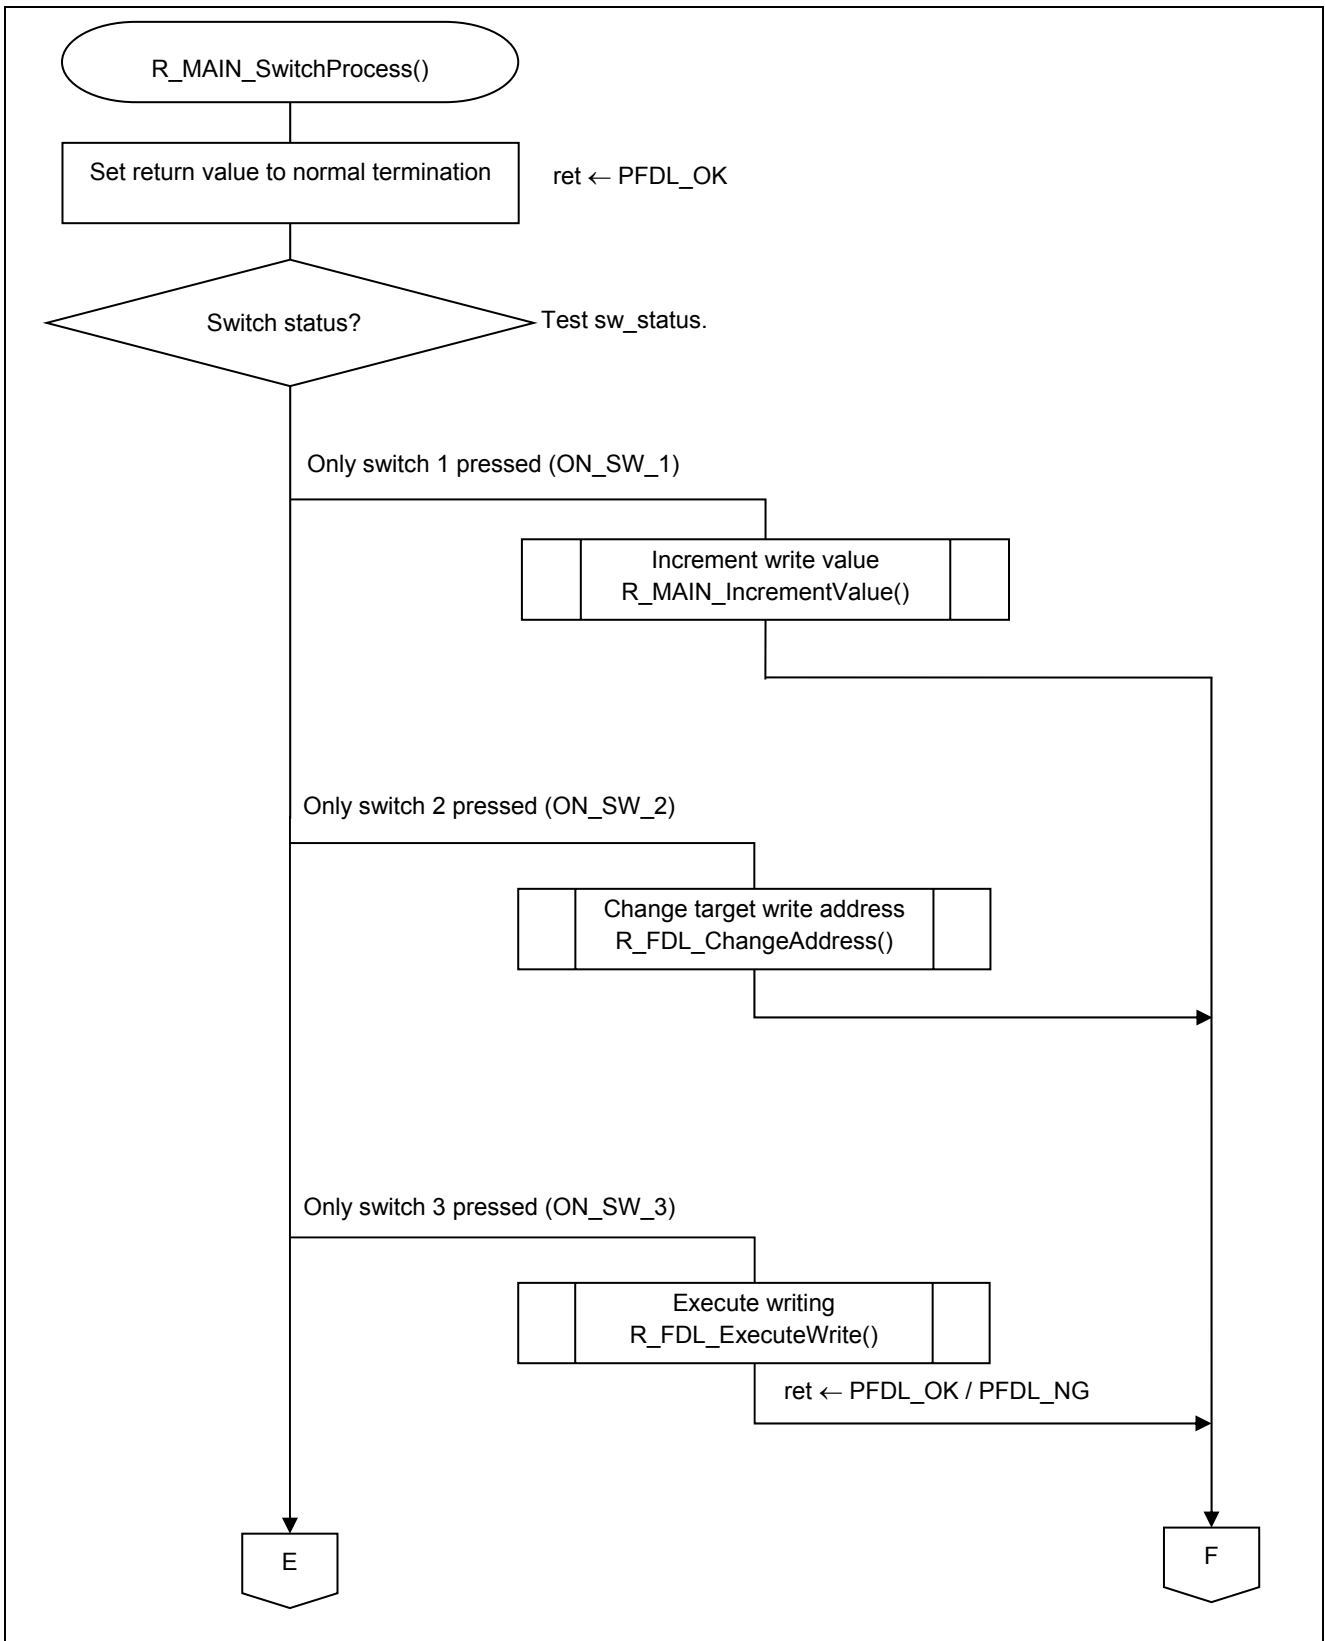 R_MAIN_SwitchProcess()
Set return value to normal termination
ret ← PFDL_OK
Switch status?
Test sw_status.
Only switch 1 pressed (ON_SW_1)
Increment write value
R_MAIN_IncrementValue()
Only switch 2 pressed (ON_SW_2)
Change target write address
R_FDL_ChangeAddress()
Only switch 3 pressed (ON_SW_3)
Execute writing
R_FDL_ExecuteWrite()
ret ← PFDL_OK / PFDL_NG
E
F